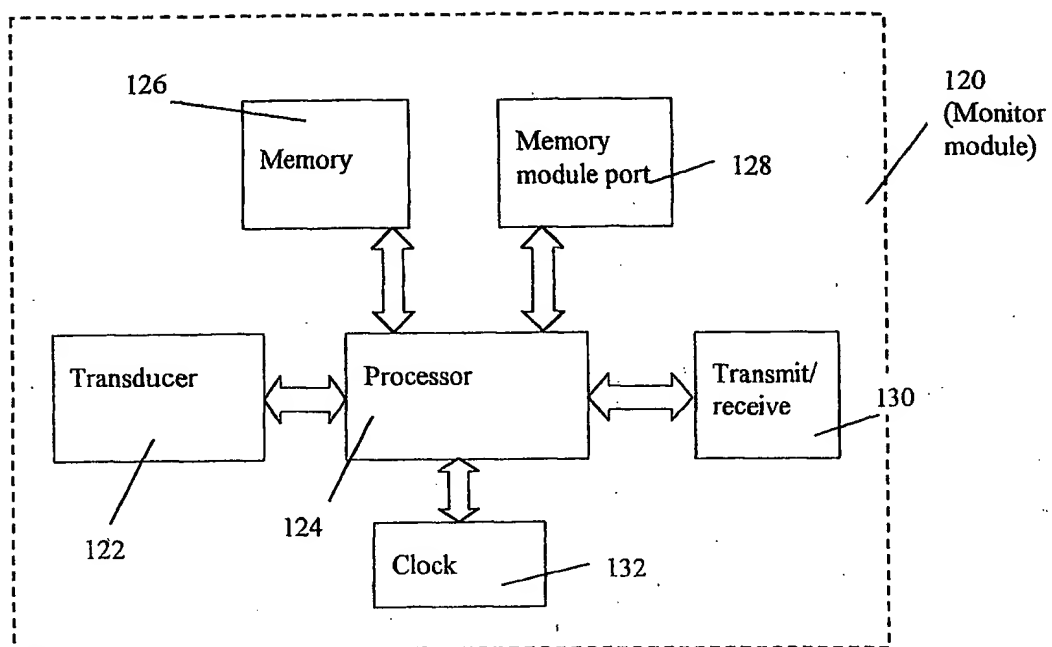 126
120
(Monitor
module)
Memory
Memory
module port
128
Transducer
Processor
Transmit/
receive
130
122
124
Clock
132